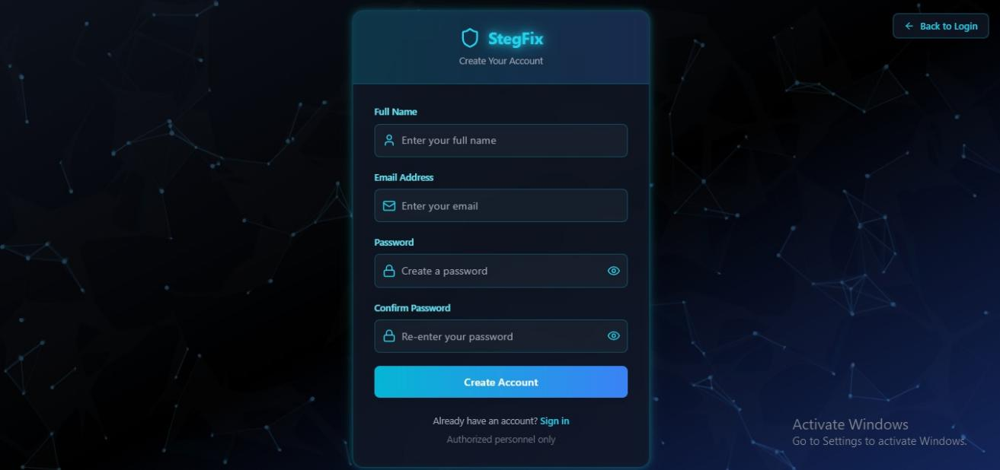 StegFix
Create Your Account
Back to Login
Full Name
Enter your full name
Email Address
Enter your email
Password
Create a password
Confirm Password
Re-enter your password
Create Account
Already have an account? Sign in
Authorized personnel only
Activate Windows
Go to Settings to activate Windows.